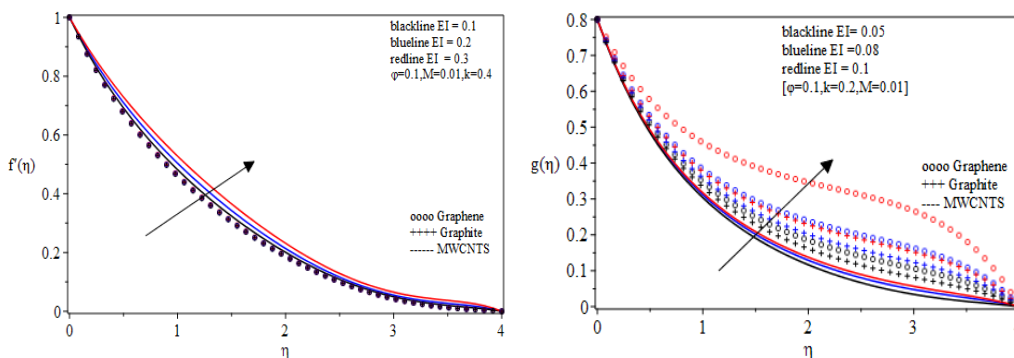 1
0.8
0.6
0.4
0.2
0
f'(η)
0
1
2
3
4
η
blackline EI = 0.1
blueline EI = 0.2
redline EI = 0.3
φ=0.1,M=0.01,k=0.4
oooo Graphene
++++ Graphite
------ MWCNTS
0.8
0.7
0.6
0.5
0.4
0.3
0.2
0.1
0
g(η)
0
1
2
3
η
blackline EI= 0.05
blueline EI =0.08
redline EI = 0.1
[φ=0.1,k=0.2,M=0.01]
oooo Graphene
+++ Graphite
---- MWCNTS